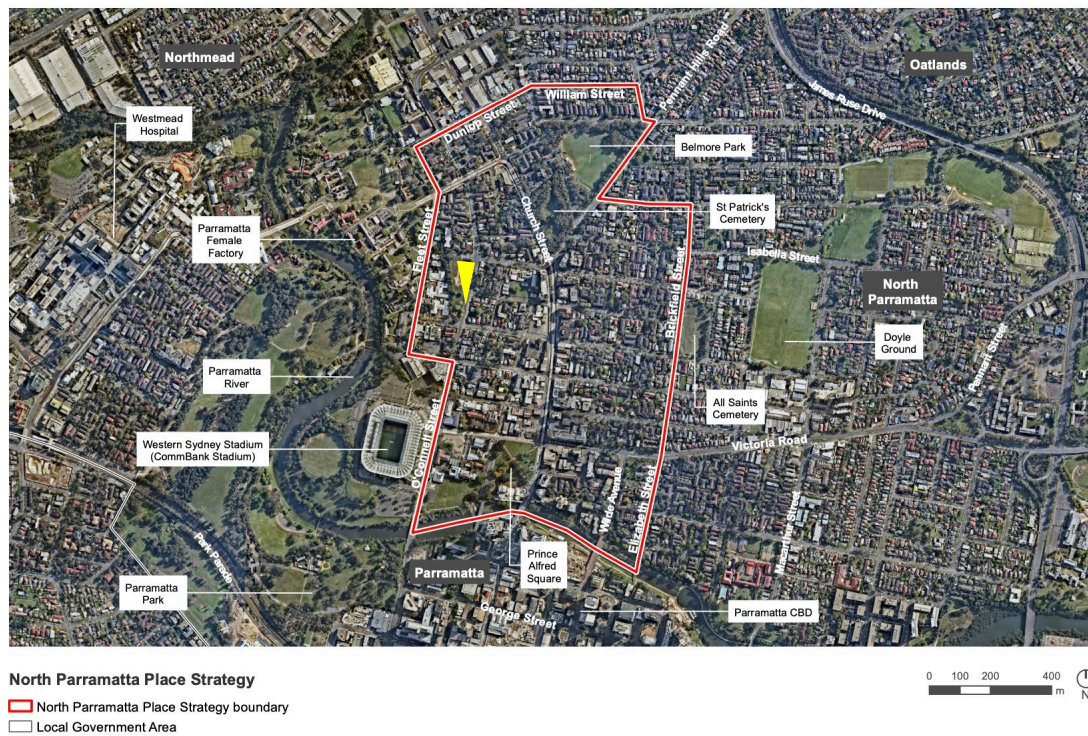 Northmead
Oatlands
Pennant Hills Road
James Ruse Drive
William Street
Dunlop Street
Westmead
Hospital
Belmore Park
Parramatta
Female
Factory
St Patrick's
Cemetery
Fleet Street
Church Street
Brickfield Street
Isabella Street
North
Parramatta
Doyle
Ground
Pennant Street
Parramatta
River
All Saints
Cemetery
Western Sydney Stadium
(CommBank Stadium)
O'Connell Street
Victoria Road
Wilde Avenue
Elizabeth Street
Macarthur Street
Park Parade
Prince
Alfred
Square
Parramatta
Parramatta
Park
George Street
Parramatta CBD
North Parramatta Place Strategy
North Parramatta Place Strategy boundary
Local Government Area
0 100 200 400
m
N